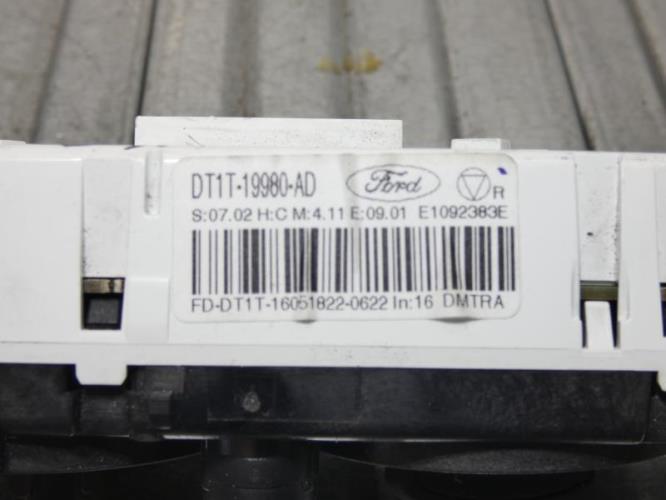 DT1T-19980-AD Ford R
S:07.02 H:C M:4.11 E:09.01 E1092383E
FD-DT1T-16051822-0622 In:16 DMTRA